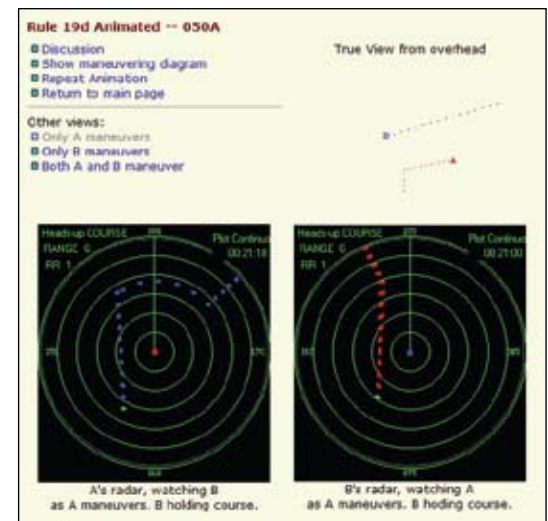 Rule 19d Animated -- 050A
Discussion
Show maneuvering diagram
Repeat Animation
Return to main page
Other views:
Only A maneuvers
Only B maneuvers
Both A and B maneuver
True View from overhead
B
A
Heads-up COURSE
RANGE 6
RR 1
Plot Continuo
00:21:18
Heads-up COURSE
RANGE 6
RR 1
Plot Continuo
00:21:00
A's radar, watching B
as A maneuvers. B holding course.
B's radar, watching A
as A maneuvers. B hoding course.